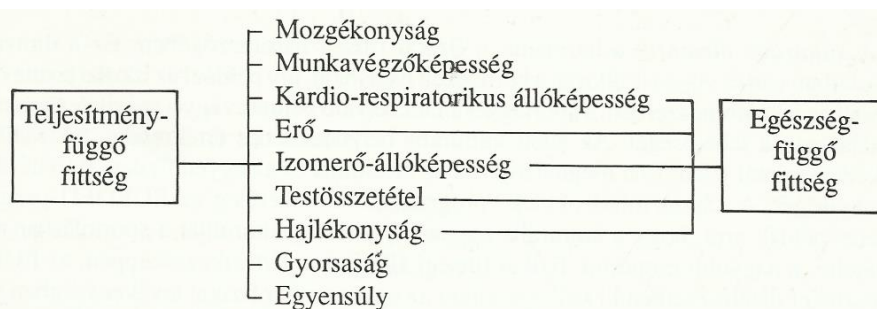 Mozgékonyság
Munkavégzőképesség
Kardio-respiratorikus állóképesség
Teljesítmény-
függő
fittség
Erő
Izomerő-állóképesség
Testösszetétel
Hajlékonyság
Gyorsaság
Egyensúly
Egészség-
függő
fittség